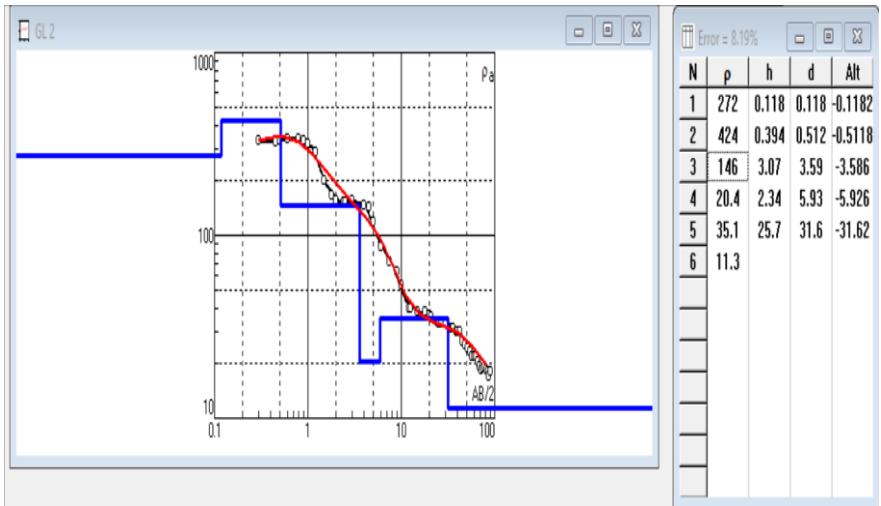 GL 2
1000
ρa
100
10
AB/2
0.1 1 10 100
Error = 8.19%
N ρ h d Alt
1 272 0.118 0.118 -0.1182
2 424 0.394 0.512 -0.5118
3 146 3.07 3.59 -3.586
4 20.4 2.34 5.93 -5.926
5 35.1 25.7 31.6 -31.62
6 11.3